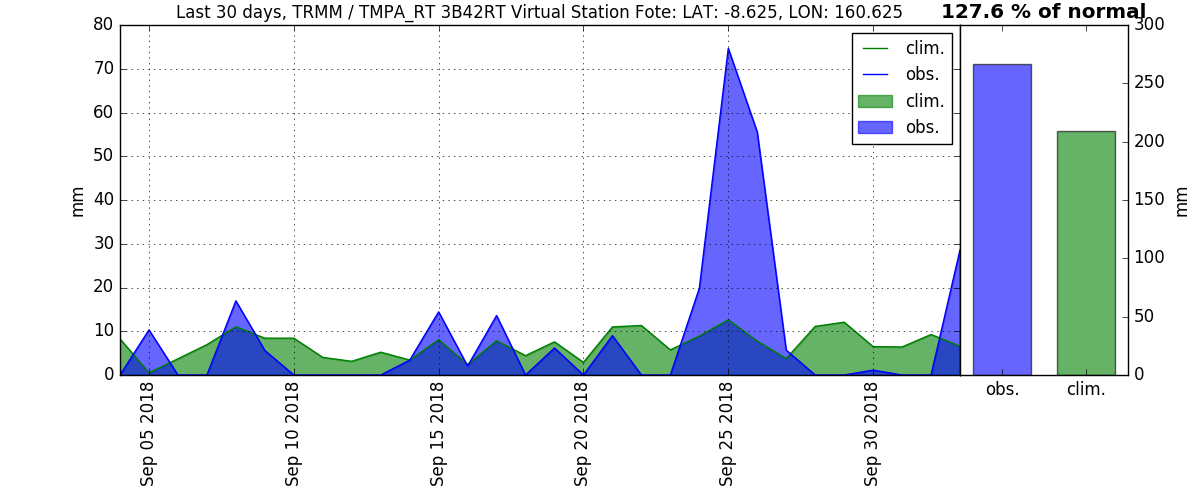 Last 30 days, TRMM / TMPA_RT 3B42RT Virtual Station Fote: LAT: -8.625, LON: 160.625
127.6 % of normal
80
70
60
50
40
30
20
10
0
mm
clim.
obs.
clim.
obs.
Sep 05 2018
Sep 10 2018
Sep 15 2018
Sep 20 2018
Sep 25 2018
Sep 30 2018
300
250
200
150
100
50
0
mm
obs.
clim.